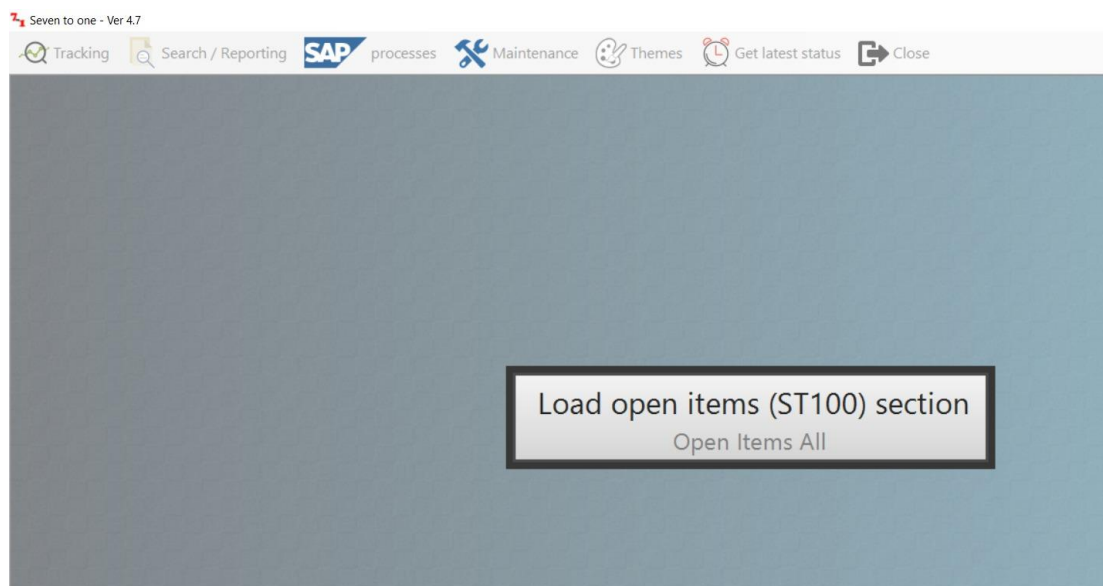 Seven to one - Ver 4.7
Tracking Search / Reporting SAP processes Maintenance Themes Get latest status Close
Load open items (ST100) section
Open Items All